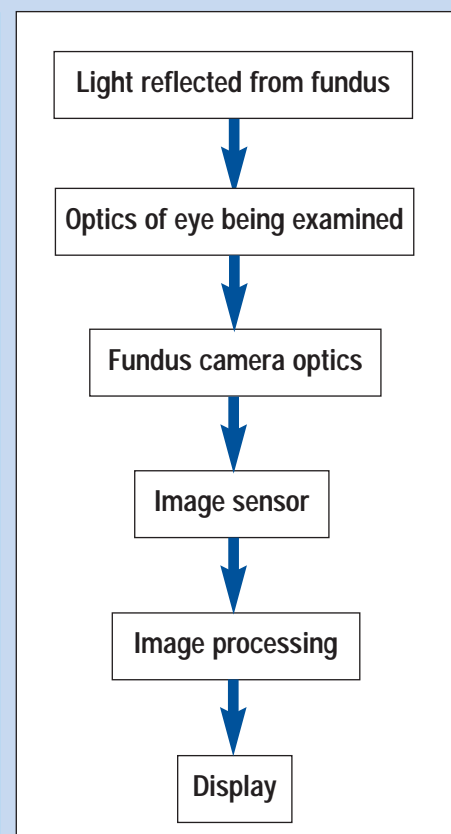 Light reflected from fundus
Optics of eye being examined
Fundus camera optics
Image sensor
Image processing
Display